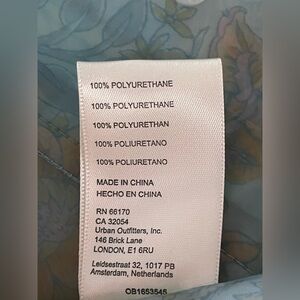 100% POLYURETHANE
100% POLYURETHANE
100% POLYURETHAN
100% POLIURETANO
100% POLIURETANO
MADE IN CHINA
HECHO EN CHINA
RN 66170
CA 32054
Urban Outfitters, Inc.
146 Brick Lane
LONDON, E1 6RU
Leidsestraat 32, 1017 PB
Amsterdam, Netherlands
OB1653545